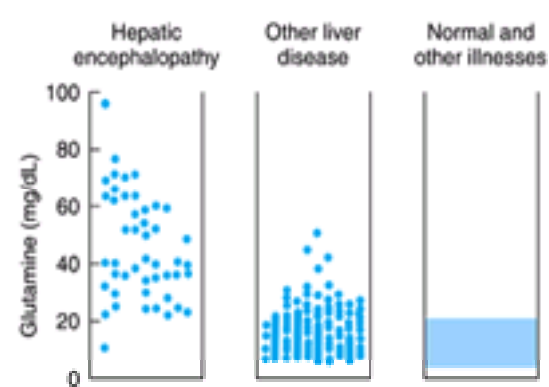 Hepatic
encephalopathy
Other liver
disease
Normal and
other illnesses
Glutamine (mg/dL)
100
80
60
40
20
0